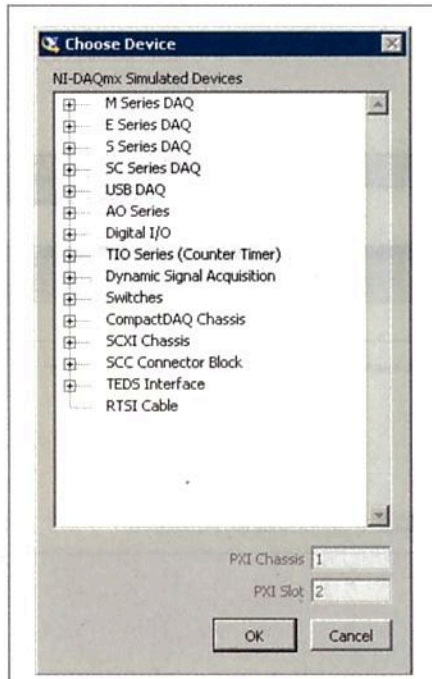 Choose Device
NI-DAQmx Simulated Devices
M Series DAQ
E Series DAQ
S Series DAQ
SC Series DAQ
USB DAQ
AO Series
Digital I/O
TIO Series (Counter Timer)
Dynamic Signal Acquisition
Switches
CompactDAQ Chassis
SCXI Chassis
SCC Connector Block
TEDS Interface
RTSI Cable
PXI Chassis 1
PXI Slot 2
OK Cancel